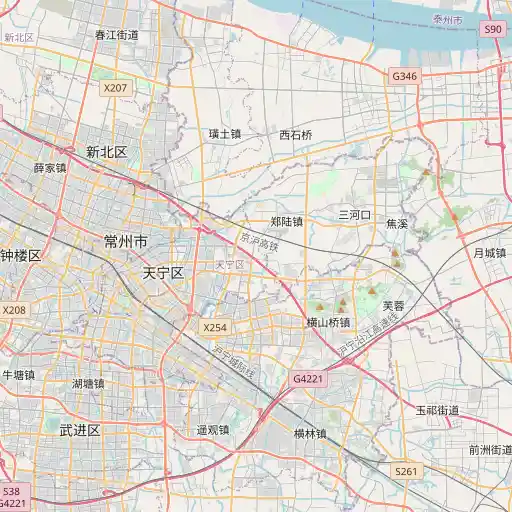 泰州市
S90
春江街道
新北区
G346
X207
璜土镇
西石桥
新北区
薛家镇
郑陆镇
三河口
焦溪
常州市
京沪高铁
钟楼区
天宁区
天宁区
月城镇
X208
芙蓉
X254
横山桥镇
沪宁沿江高速线
沪宁城际线
G4221
牛塘镇
湖塘镇
玉祁街道
武进区
遥观镇
横林镇
前洲街道
S261
S38
G4221